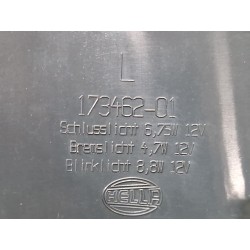 L
173462-01
Schlusslicht 6,75W 12V
Bremslicht 4,7W 12V
Blinklicht 8,8W 12V
HELLA